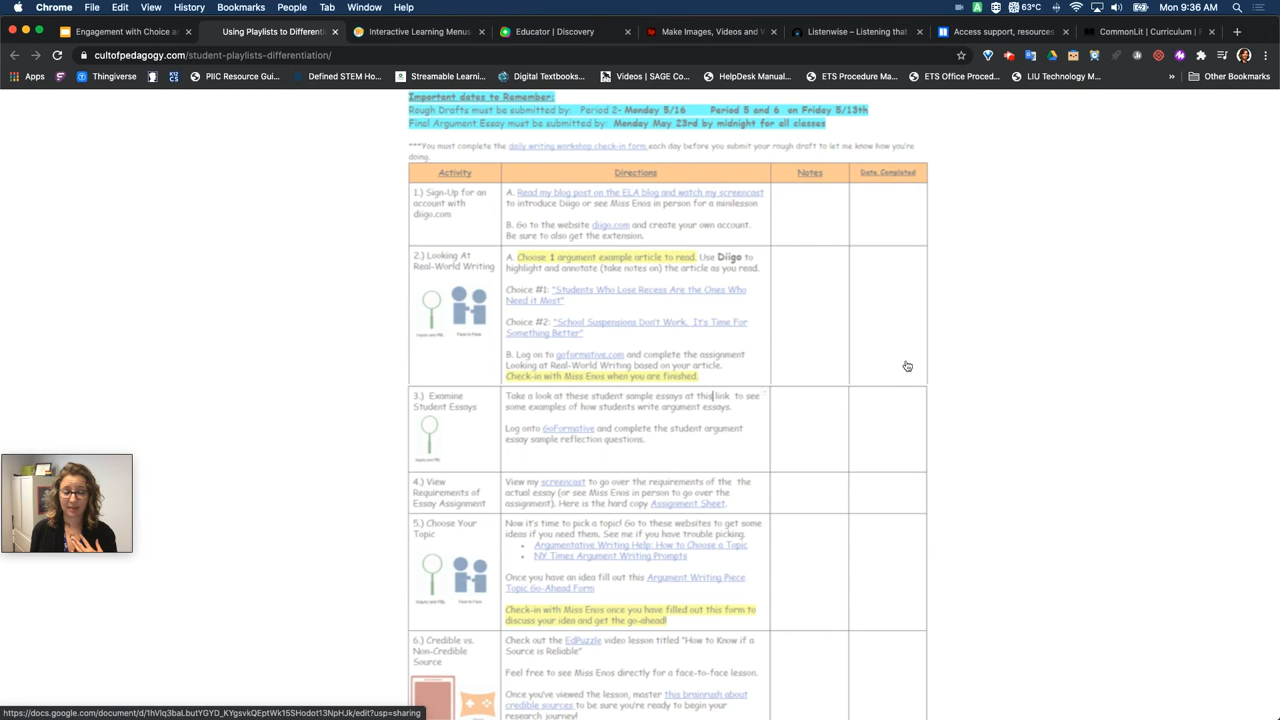 Chrome File Edit View History Bookmarks People Tab Window Help
100% Mon 9:35 AM
Engagement with Choice a
Using Playlists to Differenti
Interactive Learning Menus
Educator | Discovery
Make Images, Videos and W
Listenwise - Listening that
Access support, resources
CommonLit | Curriculum | F
cultofpedagogy.com/student-playlists-differentiation/
Apps
Thingiverse
PIIC Resource Gui...
Defined STEM Ho...
Streamable Learni...
Digital Textbooks...
Videos | SAGE Co...
HelpDesk Manual...
ETS Procedure Ma...
ETS Office Proced...
LIU Technology M...
»
Other Bookmarks
Important dates to Remember:
Rough Drafts must be submitted by: Period 2- Monday 5/16 Period 5 and 6 on Friday 5/13th
Final Argument Essay must be submitted by: Monday May 23rd by midnight for all classes
***You must complete the daily writing workshop check-in form each day before you submit your rough draft to let me know how you're
doing.
Activity Directions Notes Date Completed
1.) Sign-Up for an
account with
diigo.com
A. Read my blog post on the ELA blog and watch my screencast
to introduce Diigo or see Miss Enos in person for a minilesson
B. Go to the website diigo.com and create your own account.
Be sure to also get the extension.
2.) Looking At
Real-World Writing
Inquiry and PBL
Face-to-Face
A. Choose 1 argument example article to read. Use Diigo to
highlight and annotate (take notes on) the article as you read.
Choice #1: "Students Who Lose Recess Are the Ones Who
Need it Most"
Choice #2: "School Suspensions Don't Work. It's Time For
Something Better"
B. Log on to goformative.com and complete the assignment
Looking at Real-World Writing based on your article.
Check-in with Miss Enos when you are finished.
3.) Examine
Student Essays
Inquiry and PBL
Take a look at these student sample essays at this link to see
some examples of how students write argument essays.
Log onto GoFormative and complete the student argument
essay sample reflection questions.
4.) View
Requirements of
Essay Assignment
View my screencast to go over the requirements of the the
actual essay (or see Miss Enos in person to go over the
assignment). Here is the hard copy Assignment Sheet.
5.) Choose Your
Topic
Inquiry and PBL
Face-to-Face
Now it's time to pick a topic! Go to these websites to get some
ideas if you need them. See me if you have trouble picking.
• Argumentative Writing Help: How to Choose a Topic
• NY Times Argument Writing Prompts
Once you have an idea fill out this Argument Writing Piece
Topic Go-Ahead Form
Check-in with Miss Enos once you have filled out this form to
discuss your idea and get the go-ahead!
6.) Credible vs.
Non-Credible
Source
Check out the EdPuzzle video lesson titled "How to Know if a
Source is Reliable"
Feel free to see Miss Enos directly for a face-to-face lesson.
Once you've viewed the lesson, master this brainrush about
credible sources to be sure you're ready to begin your
research journey!